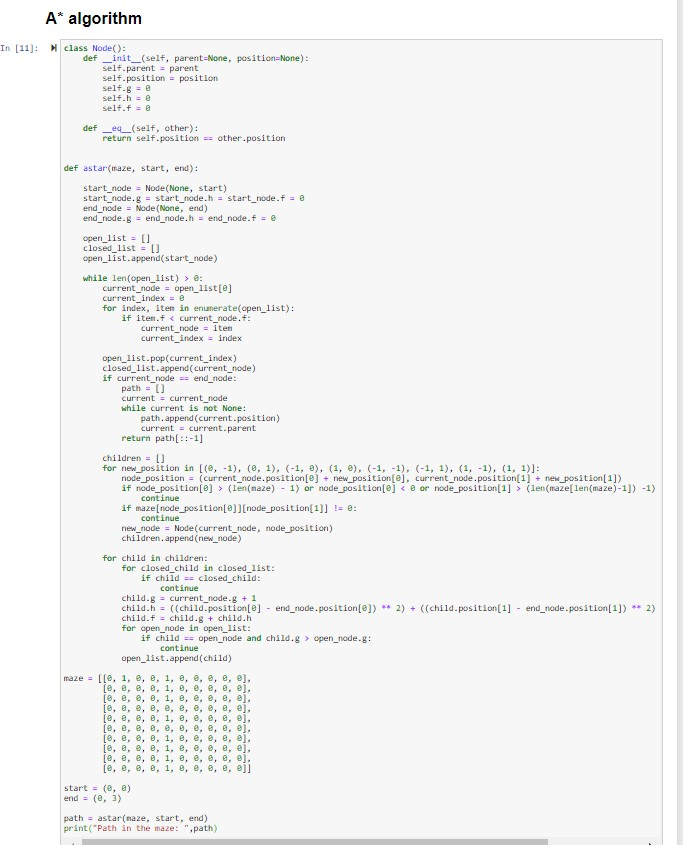 A* algorithm
In [11]:
class Node():
    def __init__(self, parent=None, position=None):
        self.parent = parent
        self.position = position
        self.g = 0
        self.h = 0
        self.f = 0
    def __eq__(self, other):
        return self.position == other.position
def astar(maze, start, end):
    start_node = Node(None, start)
    start_node.g = start_node.h = start_node.f = 0
    end_node = Node(None, end)
    end_node.g = end_node.h = end_node.f = 0
    open_list = []
    closed_list = []
    open_list.append(start_node)
    while len(open_list) > 0:
        current_node = open_list[0]
        current_index = 0
        for index, item in enumerate(open_list):
            if item.f < current_node.f:
                current_node = item
                current_index = index
        open_list.pop(current_index)
        closed_list.append(current_node)
        if current_node == end_node:
            path = []
            current = current_node
            while current is not None:
                path.append(current.position)
                current = current.parent
            return path[::-1]
        children = []
        for new_position in [(0, -1), (0, 1), (-1, 0), (1, 0), (-1, -1), (-1, 1), (1, -1), (1, 1)]:
            node_position = (current_node.position[0] + new_position[0], current_node.position[1] + new_position[1])
            if node_position[0] > (len(maze) - 1) or node_position[0] < 0 or node_position[1] > (len(maze[len(maze)-1]) -1)
                continue
            if maze[node_position[0]][node_position[1]] != 0:
                continue
            new_node = Node(current_node, node_position)
            children.append(new_node)
        for child in children:
            for closed_child in closed_list:
                if child == closed_child:
                    continue
            child.g = current_node.g + 1
            child.h = ((child.position[0] - end_node.position[0]) ** 2) + ((child.position[1] - end_node.position[1]) ** 2)
            child.f = child.g + child.h
            for open_node in open_list:
                if child == open_node and child.g > open_node.g:
                    continue
            open_list.append(child)
maze = [[0, 1, 0, 0, 1, 0, 0, 0, 0, 0],
        [0, 0, 0, 0, 1, 0, 0, 0, 0, 0],
        [0, 0, 0, 0, 1, 0, 0, 0, 0, 0],
        [0, 0, 0, 0, 1, 0, 0, 0, 0, 0],
        [0, 0, 0, 0, 1, 0, 0, 0, 0, 0],
        [0, 0, 0, 0, 0, 0, 0, 0, 0, 0],
        [0, 0, 0, 0, 1, 0, 0, 0, 0, 0],
        [0, 0, 0, 0, 1, 0, 0, 0, 0, 0],
        [0, 0, 0, 0, 1, 0, 0, 0, 0, 0],
        [0, 0, 0, 0, 1, 0, 0, 0, 0, 0]]
start = (0, 0)
end = (0, 3)
path = astar(maze, start, end)
print("Path in the maze: ",path)